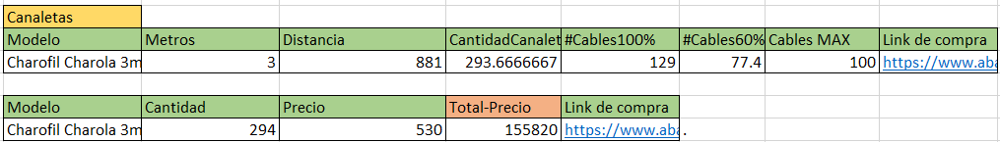 Canaletas
Modelo Metros Distancia CantidadCanalet #Cables100% #Cables60% Cables MAX Link de compra
Charofil Charola 3m 3 881 293.6666667 129 77.4 100 https://www.aba
Modelo Cantidad Precio Total-Precio Link de compra
Charofil Charola 3m 294 530 155820 https://www.aba .